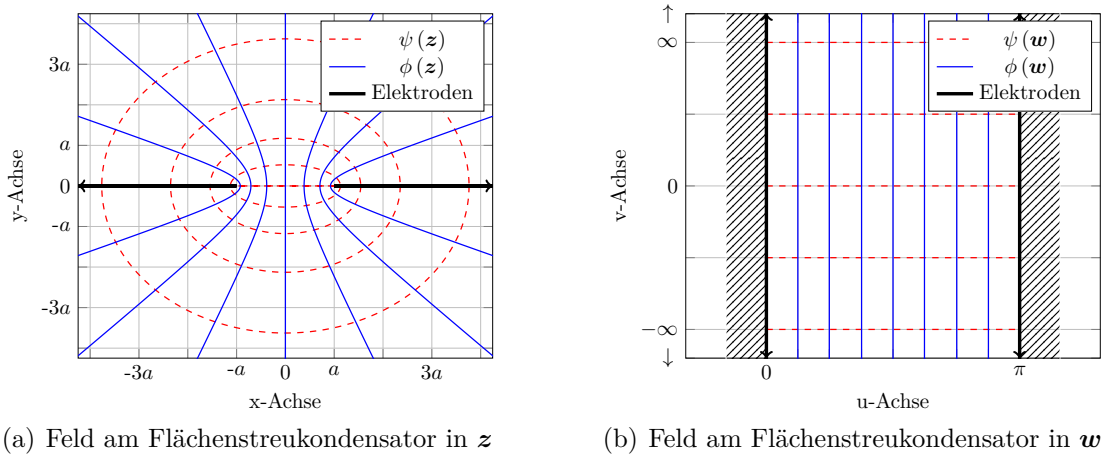 ψ(z)
ϕ(z)
Elektroden
3a
a
0
-a
-3a
y-Achse
-3a -a 0 a 3a
x-Achse
(a) Feld am Flächenstreukondensator in z
ψ(w)
ϕ(w)
Elektroden
↑
∞
0
−∞
↓
v-Achse
0 π
u-Achse
(b) Feld am Flächenstreukondensator in w